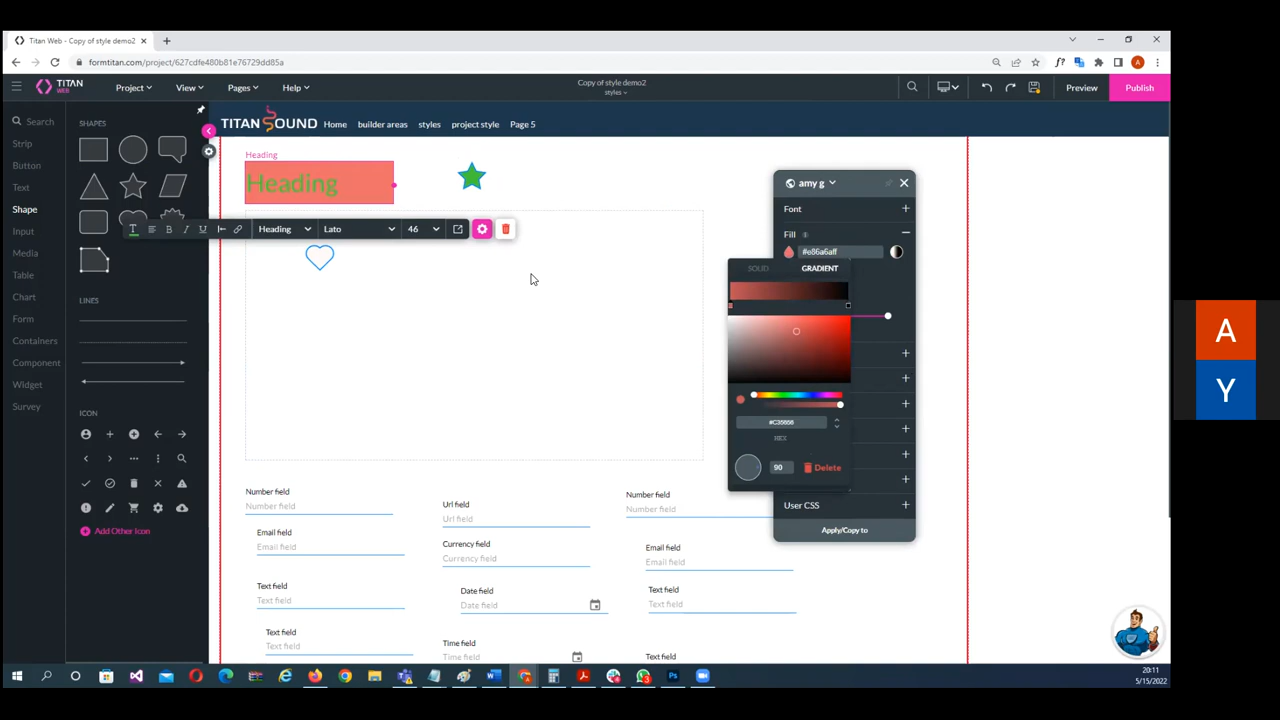 Titan Web - Copy of style demo2
formtitan.com/project/627cdfe480b81e76729dd85a
f?
A
TITAN
WEB
Project
View
Pages
Help
Copy of style demo2
styles
Preview
Publish
Search
Strip
Button
Text
Shape
Input
Media
Table
Chart
Form
Containers
Component
Widget
Survey
SHAPES
LINES
ICON
Add Other Icon
TITAN SOUND
Home
builder areas
styles
project style
Page 5
Heading
Heading
T
B
I
U
Heading
Lato
46
Number field
Number field
Email field
Email field
Text field
Text field
Text field
Text field
Url field
Url field
Currency field
Currency field
Date field
Date field
Time field
Time field
Number field
Number field
Email field
Email field
Text field
Text field
Text field
amy g
Font
Fill
#e86a6aff
SOLID
GRADIENT
HEX
90
Delete
User CSS
Apply/Copy to
A
Y
3
20:11
5/15/2022